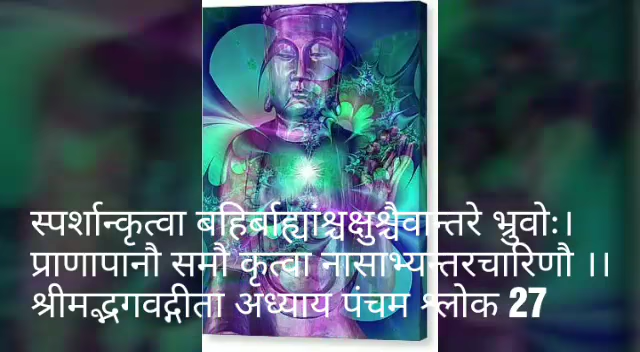 स्पर्शान्कृत्वा बहिर्बाह्यांश्चक्षुश्चैवान्तरे भ्रुवोः।
प्राणापानौ समौ कृत्वा नासाभ्यन्तरचारिणौ ।।
श्रीमद्भगवद्गीता अध्याय पंचम श्लोक 27